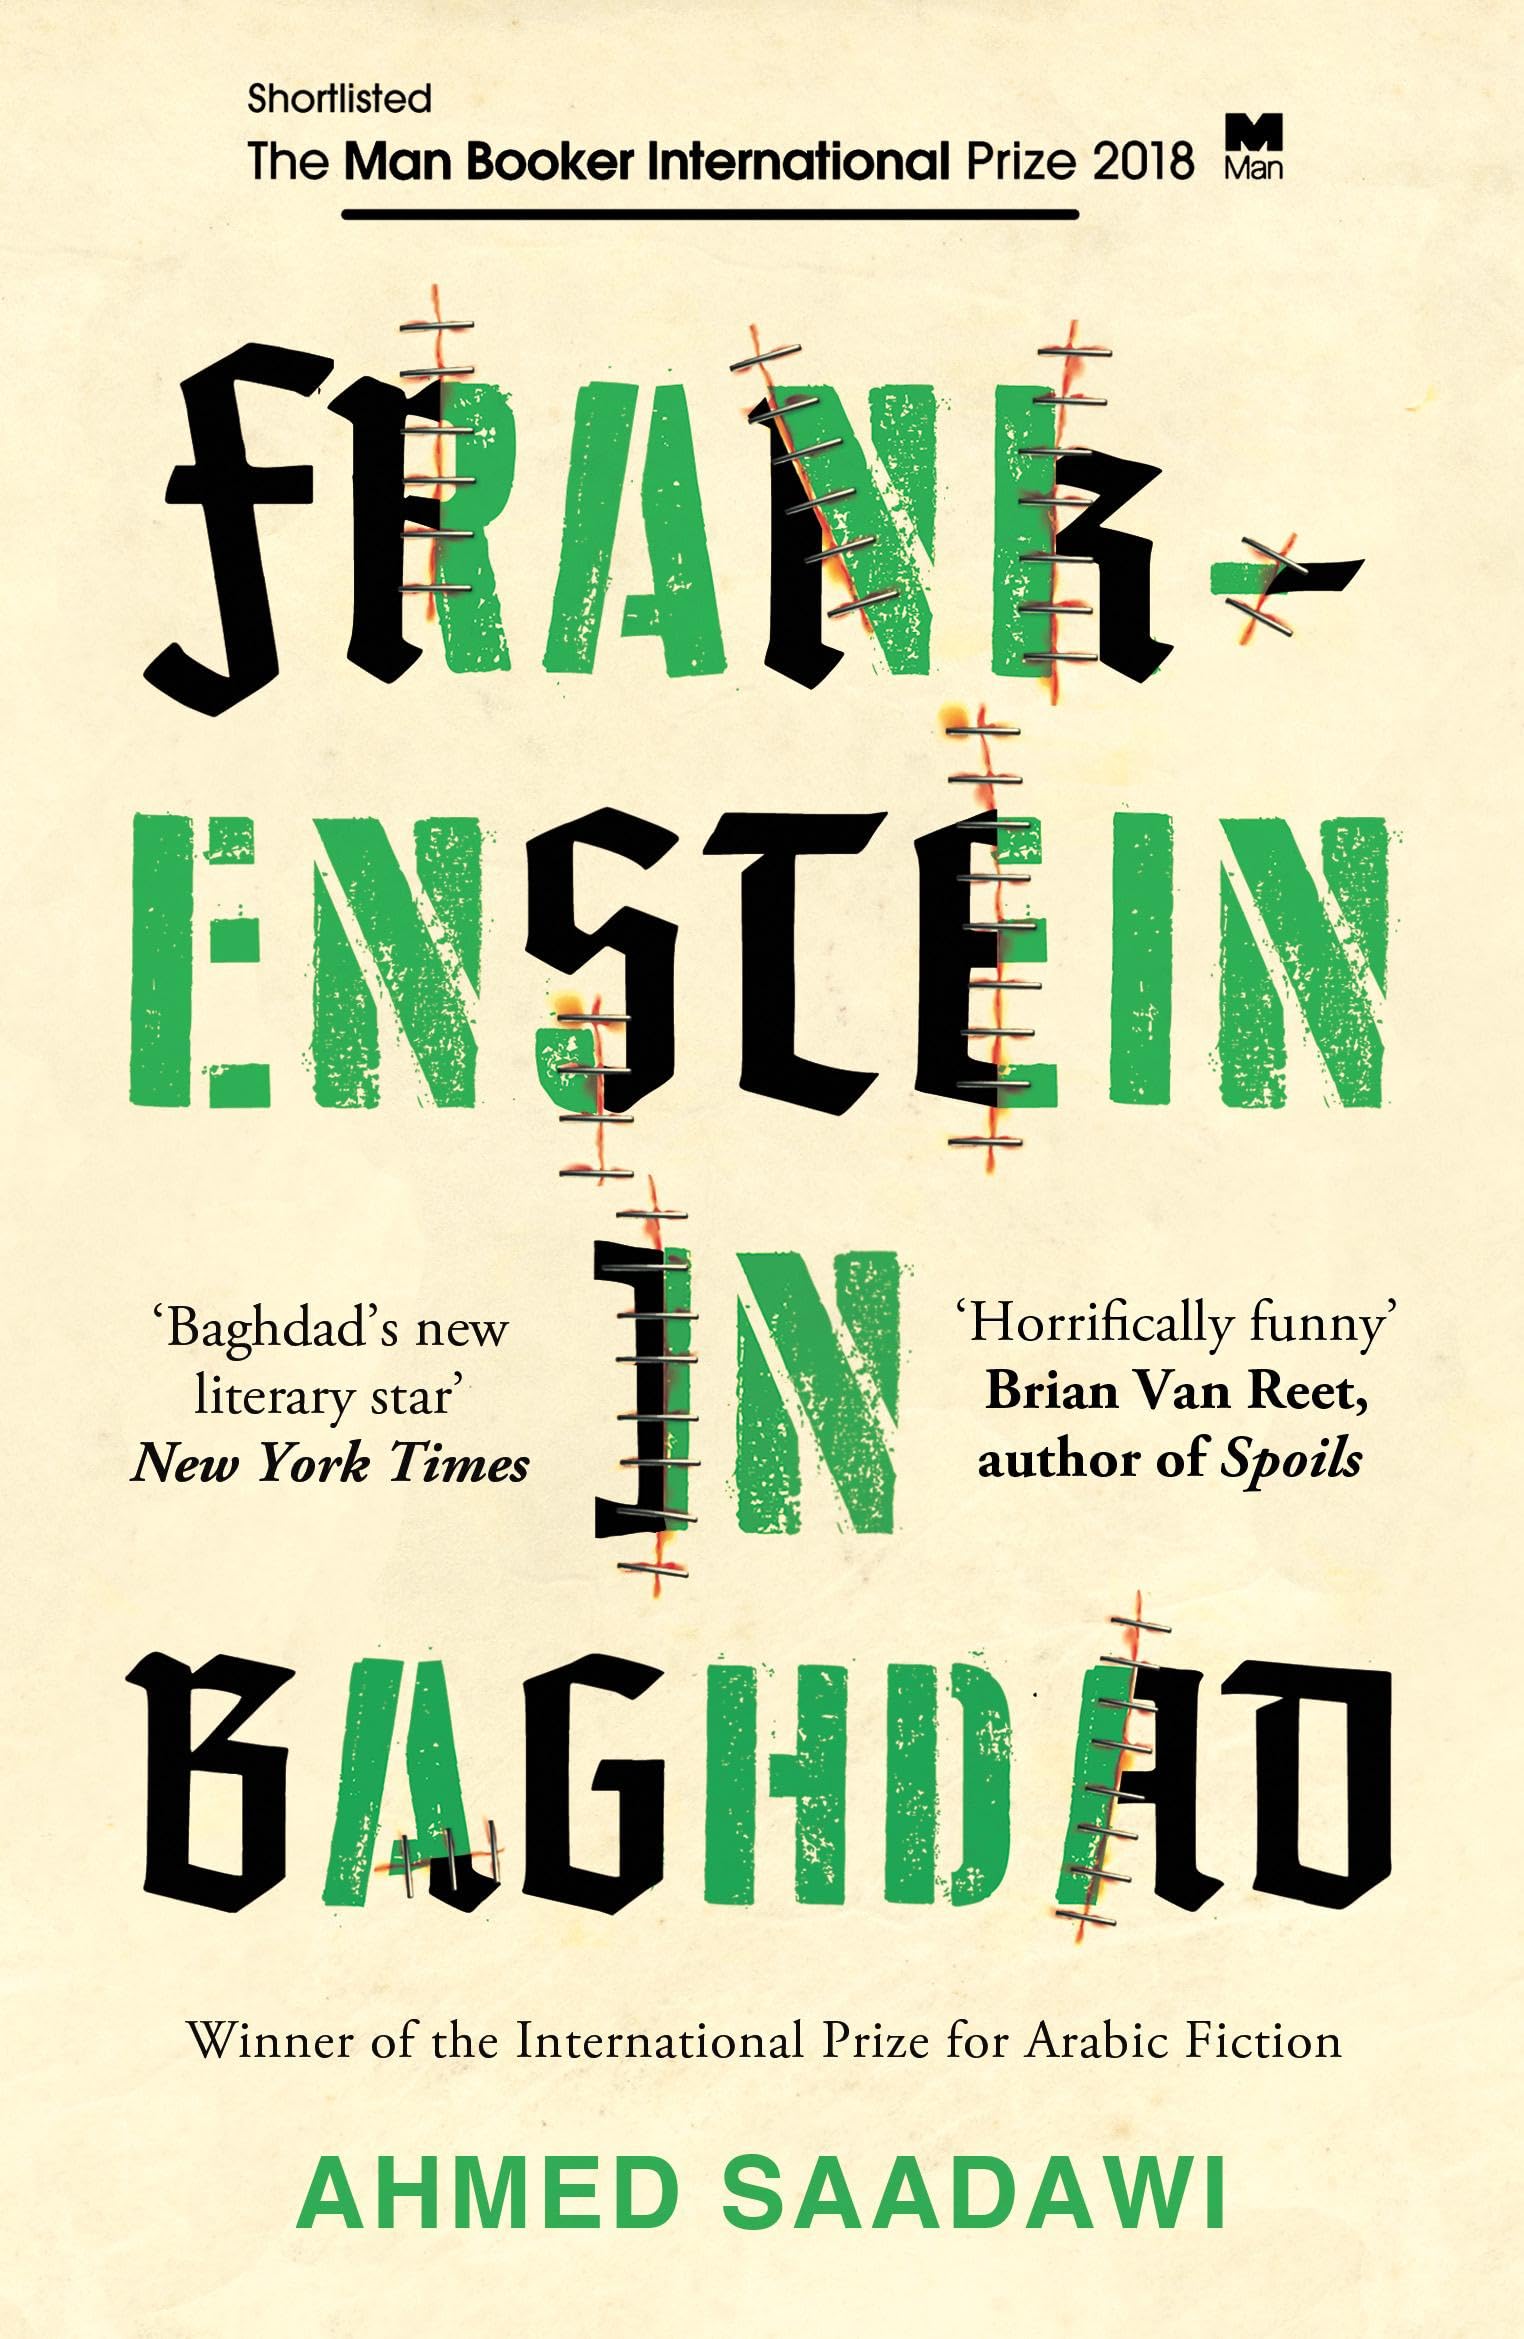 Shortlisted
The Man Booker International Prize 2018
Man
FRANK-
ENSTEIN
IN
‘Baghdad’s new
literary star’
New York Times
‘Horrifically funny’
Brian Van Reet,
author of Spoils
BAGHDAD
Winner of the International Prize for Arabic Fiction
AHMED SAADAWI